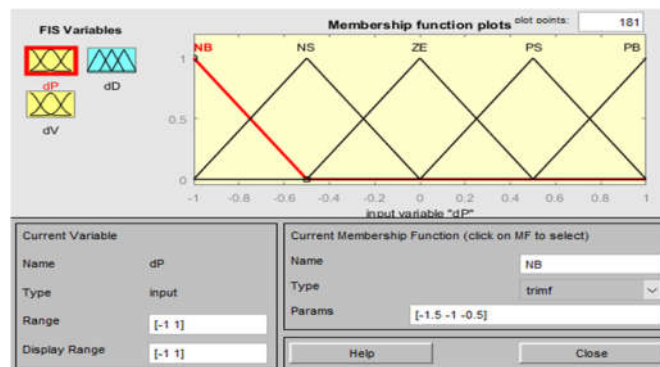 FIS Variables
Membership function plots
plot points:
181
dP
dD
dV
NB
NS
ZE
PS
PB
1
0.5
0
-1
-0.8
-0.6
-0.4
-0.2
0
0.2
0.4
0.6
0.8
1
input variable "dP"
Current Variable
Name
dP
Type
input
Range
[-1 1]
Display Range
[-1 1]
Current Membership Function (click on MF to select)
Name
NB
Type
trimf
Params
[-1.5 -1 -0.5]
Help
Close